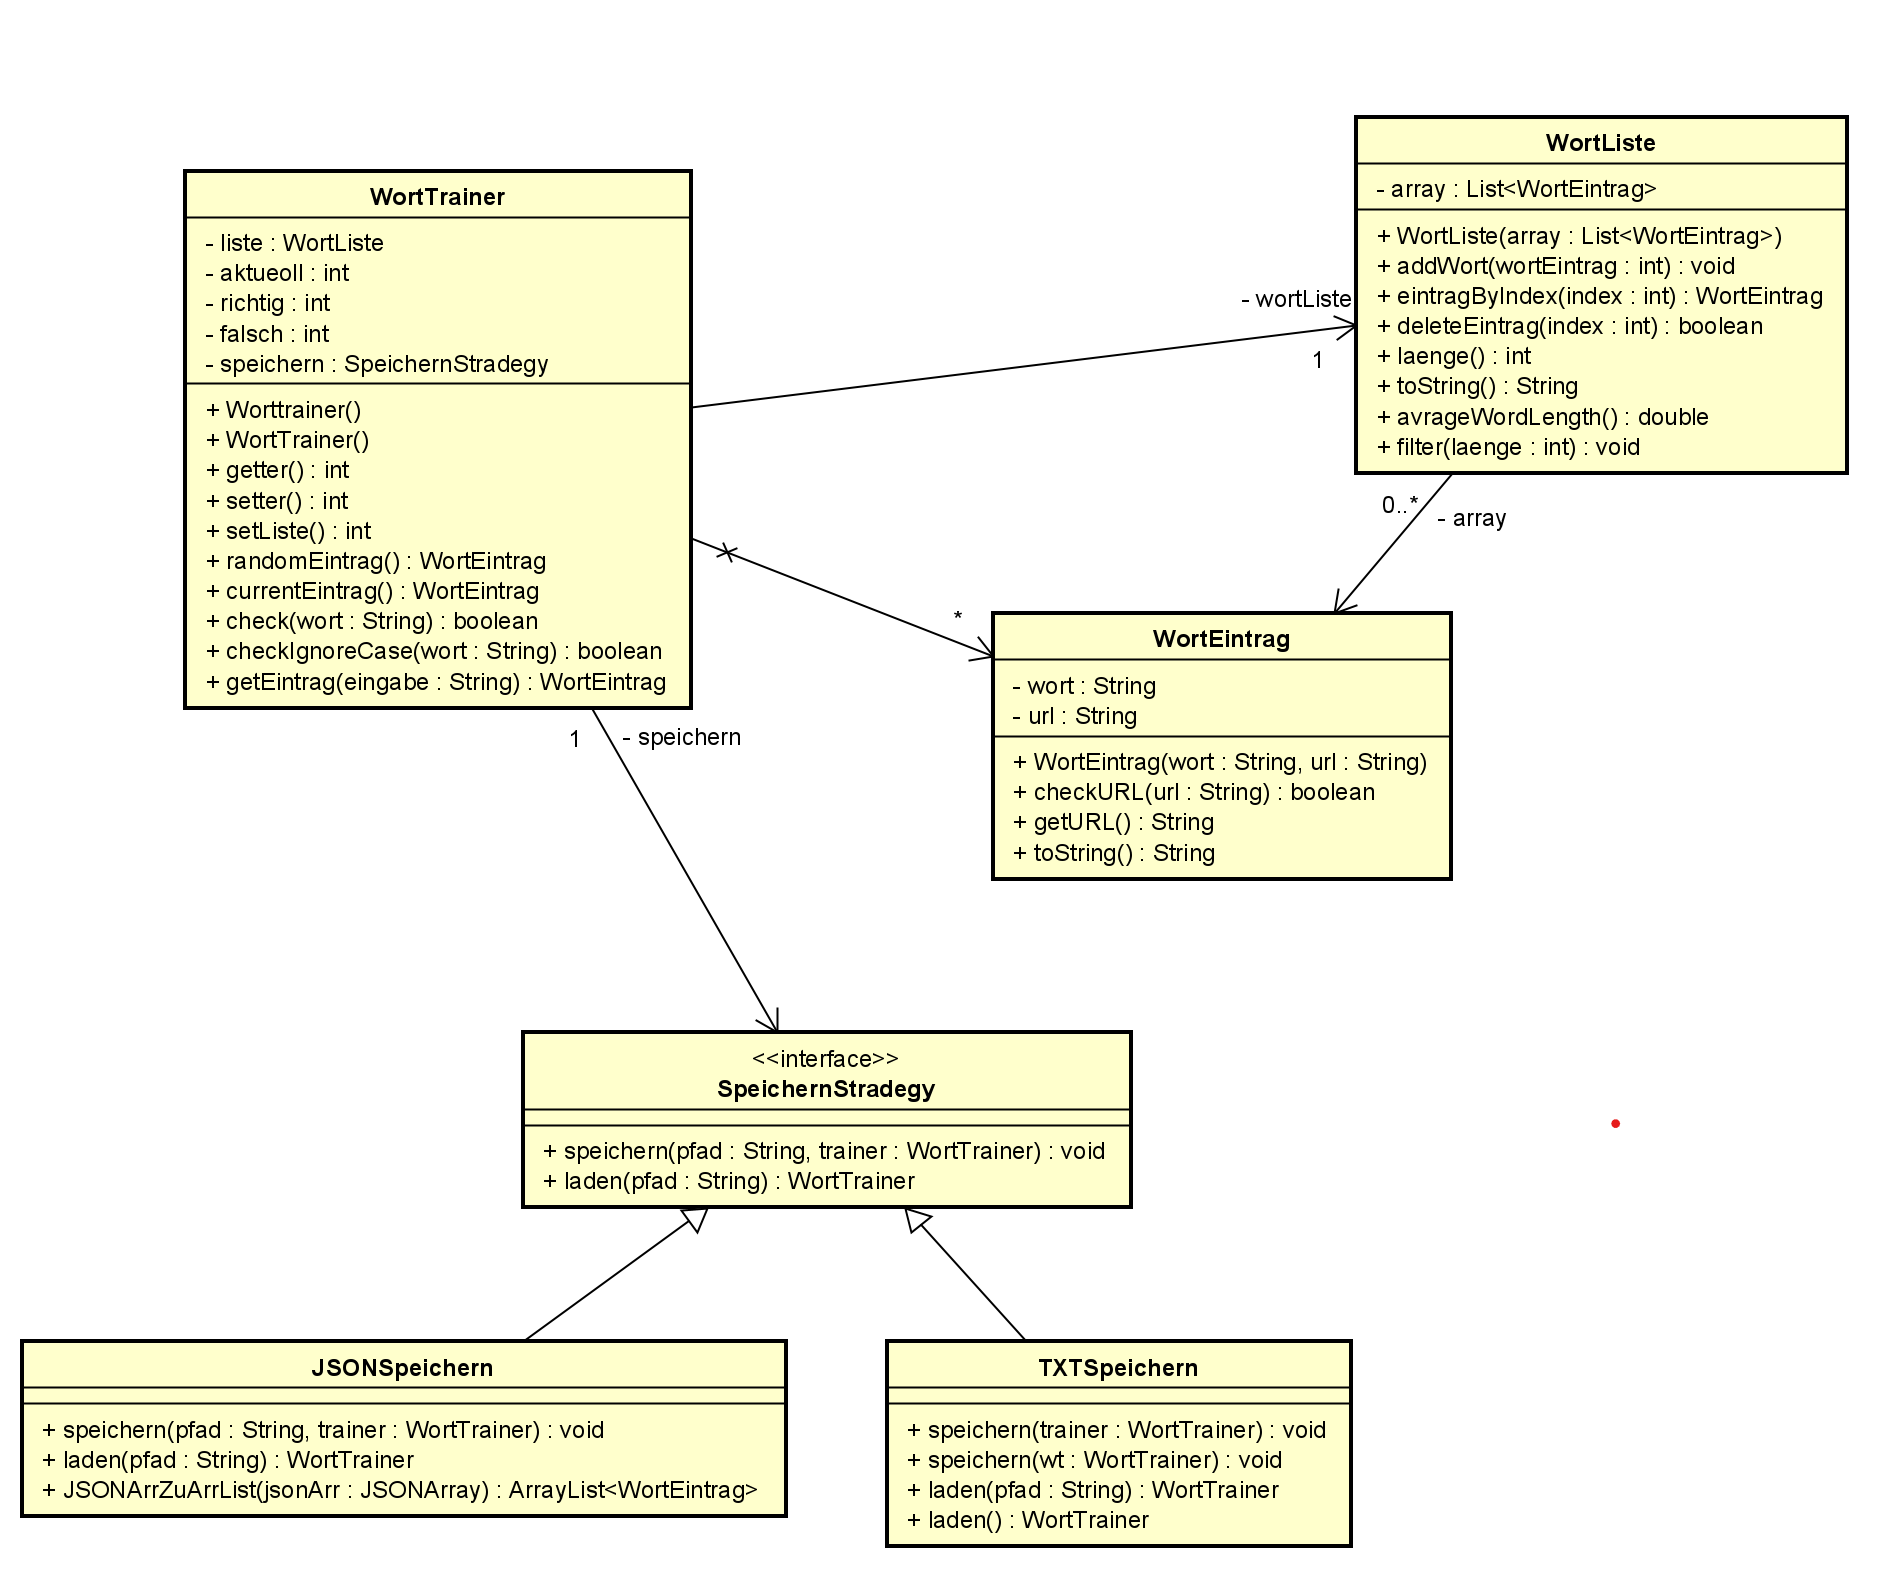 WortTrainer
- liste : WortListe
- aktueoll : int
- richtig : int
- falsch : int
- speichern : SpeichernStradegy
+ Worttrainer()
+ WortTrainer()
+ getter() : int
+ setter() : int
+ setListe() : int
+ randomEintrag() : WortEintrag
+ currentEintrag() : WortEintrag
+ check(wort : String) : boolean
+ checkIgnoreCase(wort : String) : boolean
+ getEintrag(eingabe : String) : WortEintrag
- wortListe
1
WortListe
- array : List<WortEintrag>
+ WortListe(array : List<WortEintrag>)
+ addWort(wortEintrag : int) : void
+ eintragByIndex(index : int) : WortEintrag
+ deleteEintrag(index : int) : boolean
+ laenge() : int
+ toString() : String
+ avrageWordLength() : double
+ filter(laenge : int) : void
0..*
- array
*
WortEintrag
- wort : String
- url : String
+ WortEintrag(wort : String, url : String)
+ checkURL(url : String) : boolean
+ getURL() : String
+ toString() : String
1
- speichern
<<interface>>
SpeichernStradegy
+ speichern(pfad : String, trainer : WortTrainer) : void
+ laden(pfad : String) : WortTrainer
JSONSpeichern
+ speichern(pfad : String, trainer : WortTrainer) : void
+ laden(pfad : String) : WortTrainer
+ JSONArrZuArrList(jsonArr : JSONArray) : ArrayList<WortEintrag>
TXTSpeichern
+ speichern(trainer : WortTrainer) : void
+ speichern(wt : WortTrainer) : void
+ laden(pfad : String) : WortTrainer
+ laden() : WortTrainer